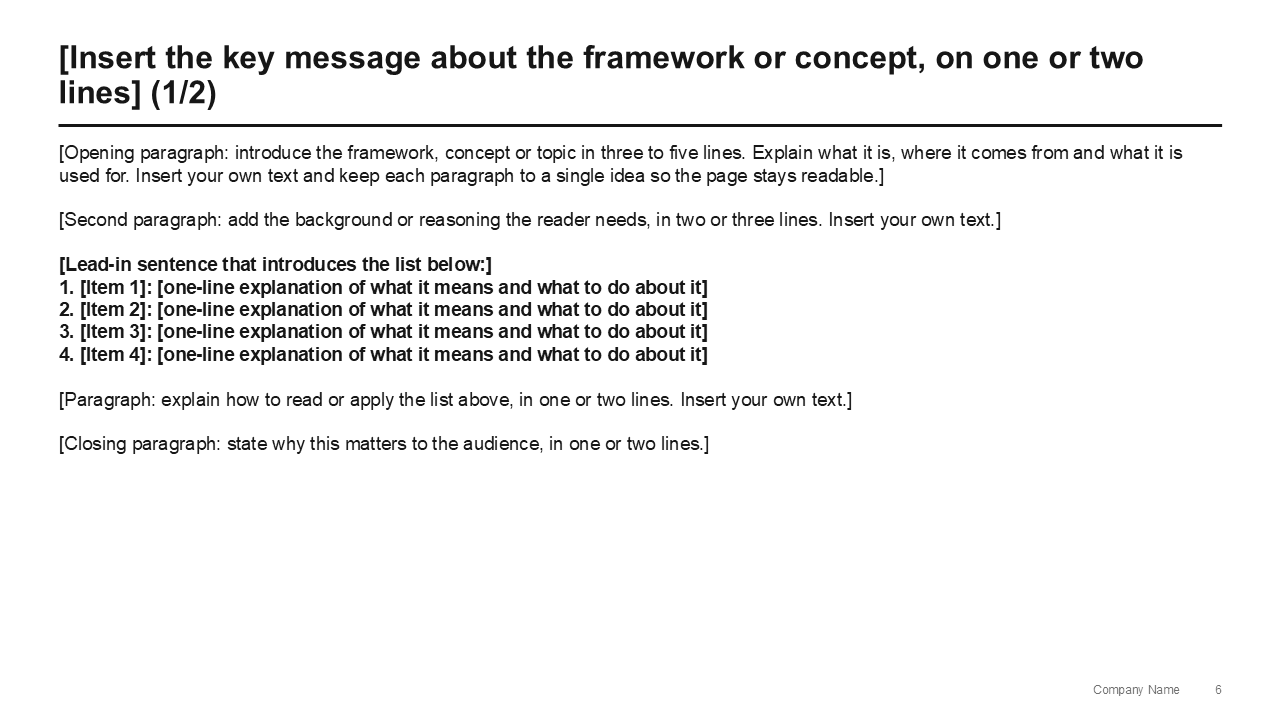 [Insert the key message about the framework or concept, on one or two
lines] (1/2)
[Opening paragraph: introduce the framework, concept or topic in three to five lines. Explain what it is, where it comes from and what it is
used for. Insert your own text and keep each paragraph to a single idea so the page stays readable.]
[Second paragraph: add the background or reasoning the reader needs, in two or three lines. Insert your own text.]
[Lead-in sentence that introduces the list below:]
1. [Item 1]: [one-line explanation of what it means and what to do about it]
2. [Item 2]: [one-line explanation of what it means and what to do about it]
3. [Item 3]: [one-line explanation of what it means and what to do about it]
4. [Item 4]: [one-line explanation of what it means and what to do about it]
[Paragraph: explain how to read or apply the list above, in one or two lines. Insert your own text.]
[Closing paragraph: state why this matters to the audience, in one or two lines.]
Company Name 6